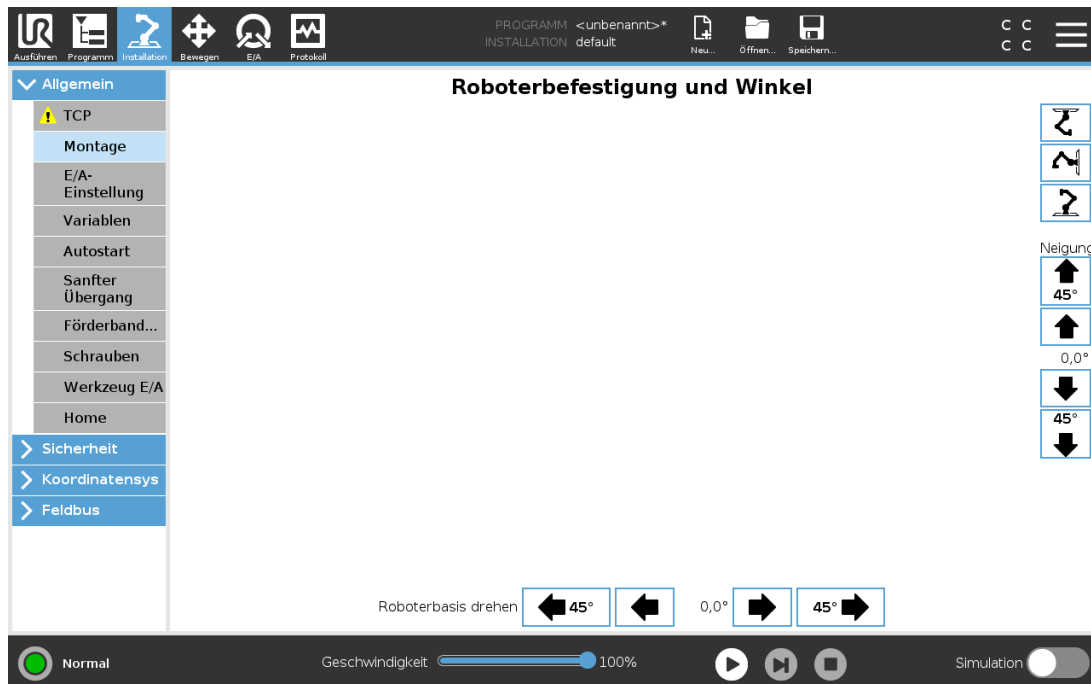 PROGRAMM <unbenannt>*
INSTALLATION default
C C
C C
UR
Ausführen Programm Installation Bewegen E/A Protokoll
Neu... Öffnen... Speichern...
Allgemein
Roboterbefestigung und Winkel
TCP
Montage
E/A-
Einstellung
Variablen
Autostart
Sanfter
Übergang
Förderband...
Schrauben
Werkzeug E/A
Home
Sicherheit
Koordinatensys
Feldbus
Neigung
45°
0,0°
45°
Roboterbasis drehen 45° 0,0° 45°
Normal
Geschwindigkeit 100%
Simulation